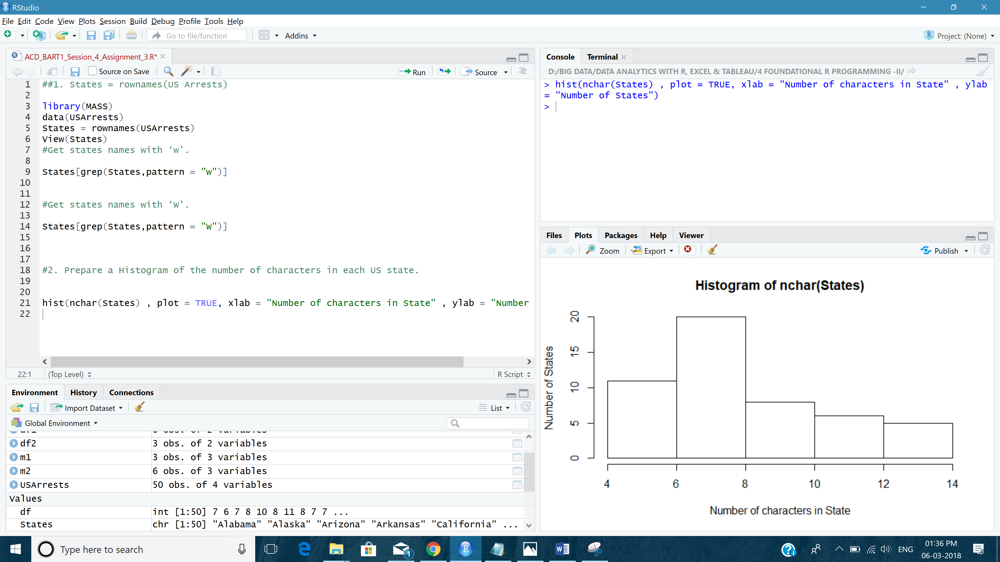 RStudio
File Edit Code View Plots Session Build Debug Profile Tools Help
Go to file/function Addins Project: (None)
ACD_BART1_Session_4_Assignment_3.R*
Source on Save Run Source
1 ##1. States = rownames(US Arrests)
2
3 library(MASS)
4 data(USArrests)
5 States = rownames(USArrests)
6 View(States)
7 #Get states names with ‘w’.
8
9 States[grep(States,pattern = "w")]
10
11
12 #Get states names with ‘W’.
13
14 States[grep(States,pattern = "W")]
15
16
17
18 #2. Prepare a Histogram of the number of characters in each US state.
19
20
21 hist(nchar(States) , plot = TRUE, xlab = "Number of characters in State" , ylab = "Number
22
22:1 (Top Level) R Script
Environment History Connections
Import Dataset List
Global Environment
df2 3 obs. of 2 variables
m1 3 obs. of 3 variables
m2 6 obs. of 3 variables
USArrests 50 obs. of 4 variables
Values
df int [1:50] 7 6 7 8 10 8 11 8 7 7 ...
States chr [1:50] "Alabama" "Alaska" "Arizona" "Arkansas" "California" ...
Console Terminal
D:/BIG DATA/DATA ANALYTICS WITH R, EXCEL & TABLEAU/4 FOUNDATIONAL R PROGRAMMING -II/
> hist(nchar(States) , plot = TRUE, xlab = "Number of characters in State" , ylab
= "Number of States")
>
Files Plots Packages Help Viewer
Zoom Export Publish
Histogram of nchar(States)
Number of States
20
15
10
5
0
4 6 8 10 12 14
Number of characters in State
Type here to search
1
ENG
01:36 PM
06-03-2018